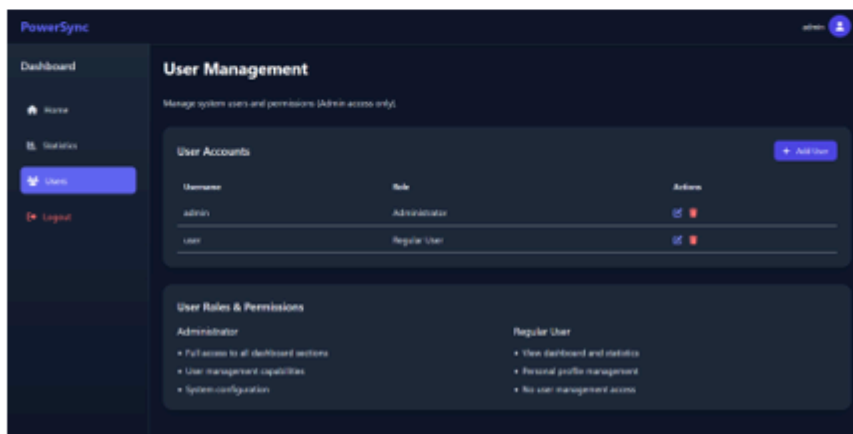 PowerSync
admin
Dashboard
Home
Statistics
Users
Logout
User Management
Manage system users and permissions (Admin access only).
User Accounts
+ Add User
Username Role Actions
admin Administrator
user Regular User
User Roles & Permissions
Administrator
• Full access to all dashboard sections
• User management capabilities
• System configuration
Regular User
• View dashboard and statistics
• Personal profile management
• No user management access